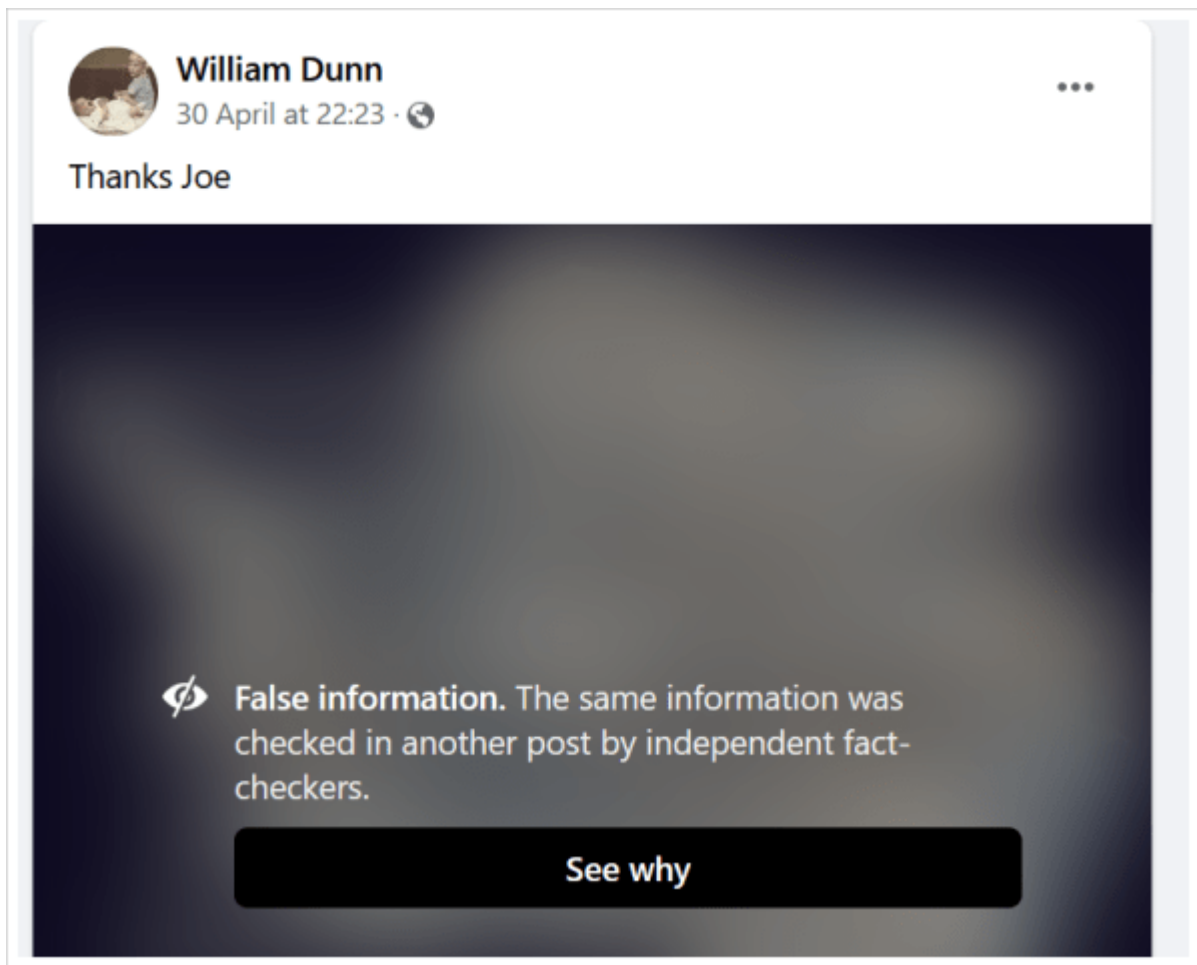 William Dunn
30 April at 22:23 ·
Thanks Joe
False information. The same information was
checked in another post by independent fact-
checkers.
See why